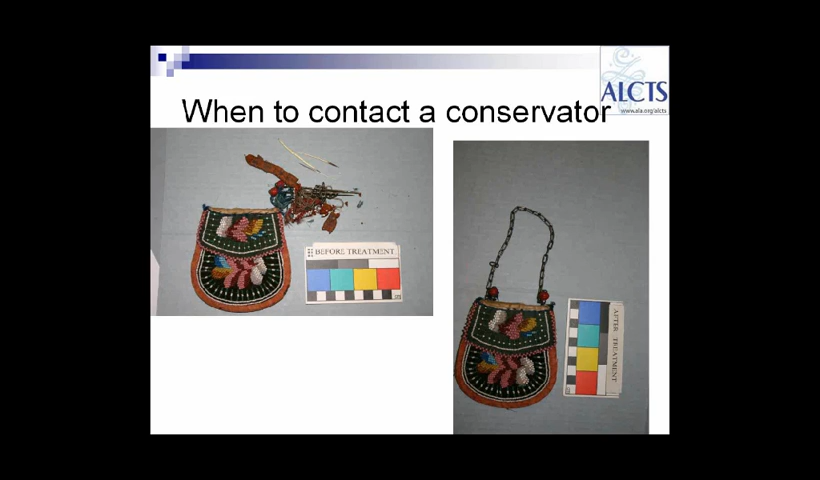 When to contact a conservator
ALCTS
www.ala.org/alcts
BEFORE TREATMENT
AFTER TREATMENT